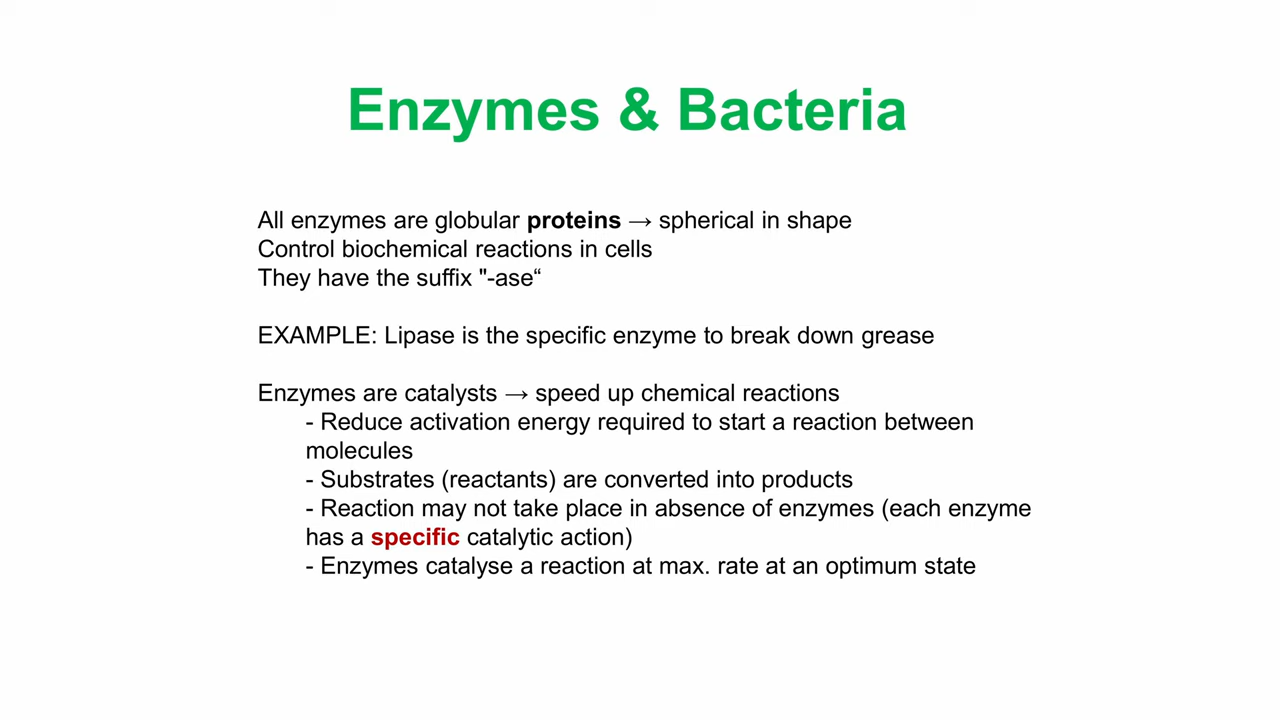 Enzymes & Bacteria
All enzymes are globular proteins → spherical in shape
Control biochemical reactions in cells
They have the suffix "-ase“
EXAMPLE: Lipase is the specific enzyme to break down grease
Enzymes are catalysts → speed up chemical reactions
- Reduce activation energy required to start a reaction between
molecules
- Substrates (reactants) are converted into products
- Reaction may not take place in absence of enzymes (each enzyme
has a specific catalytic action)
- Enzymes catalyse a reaction at max. rate at an optimum state